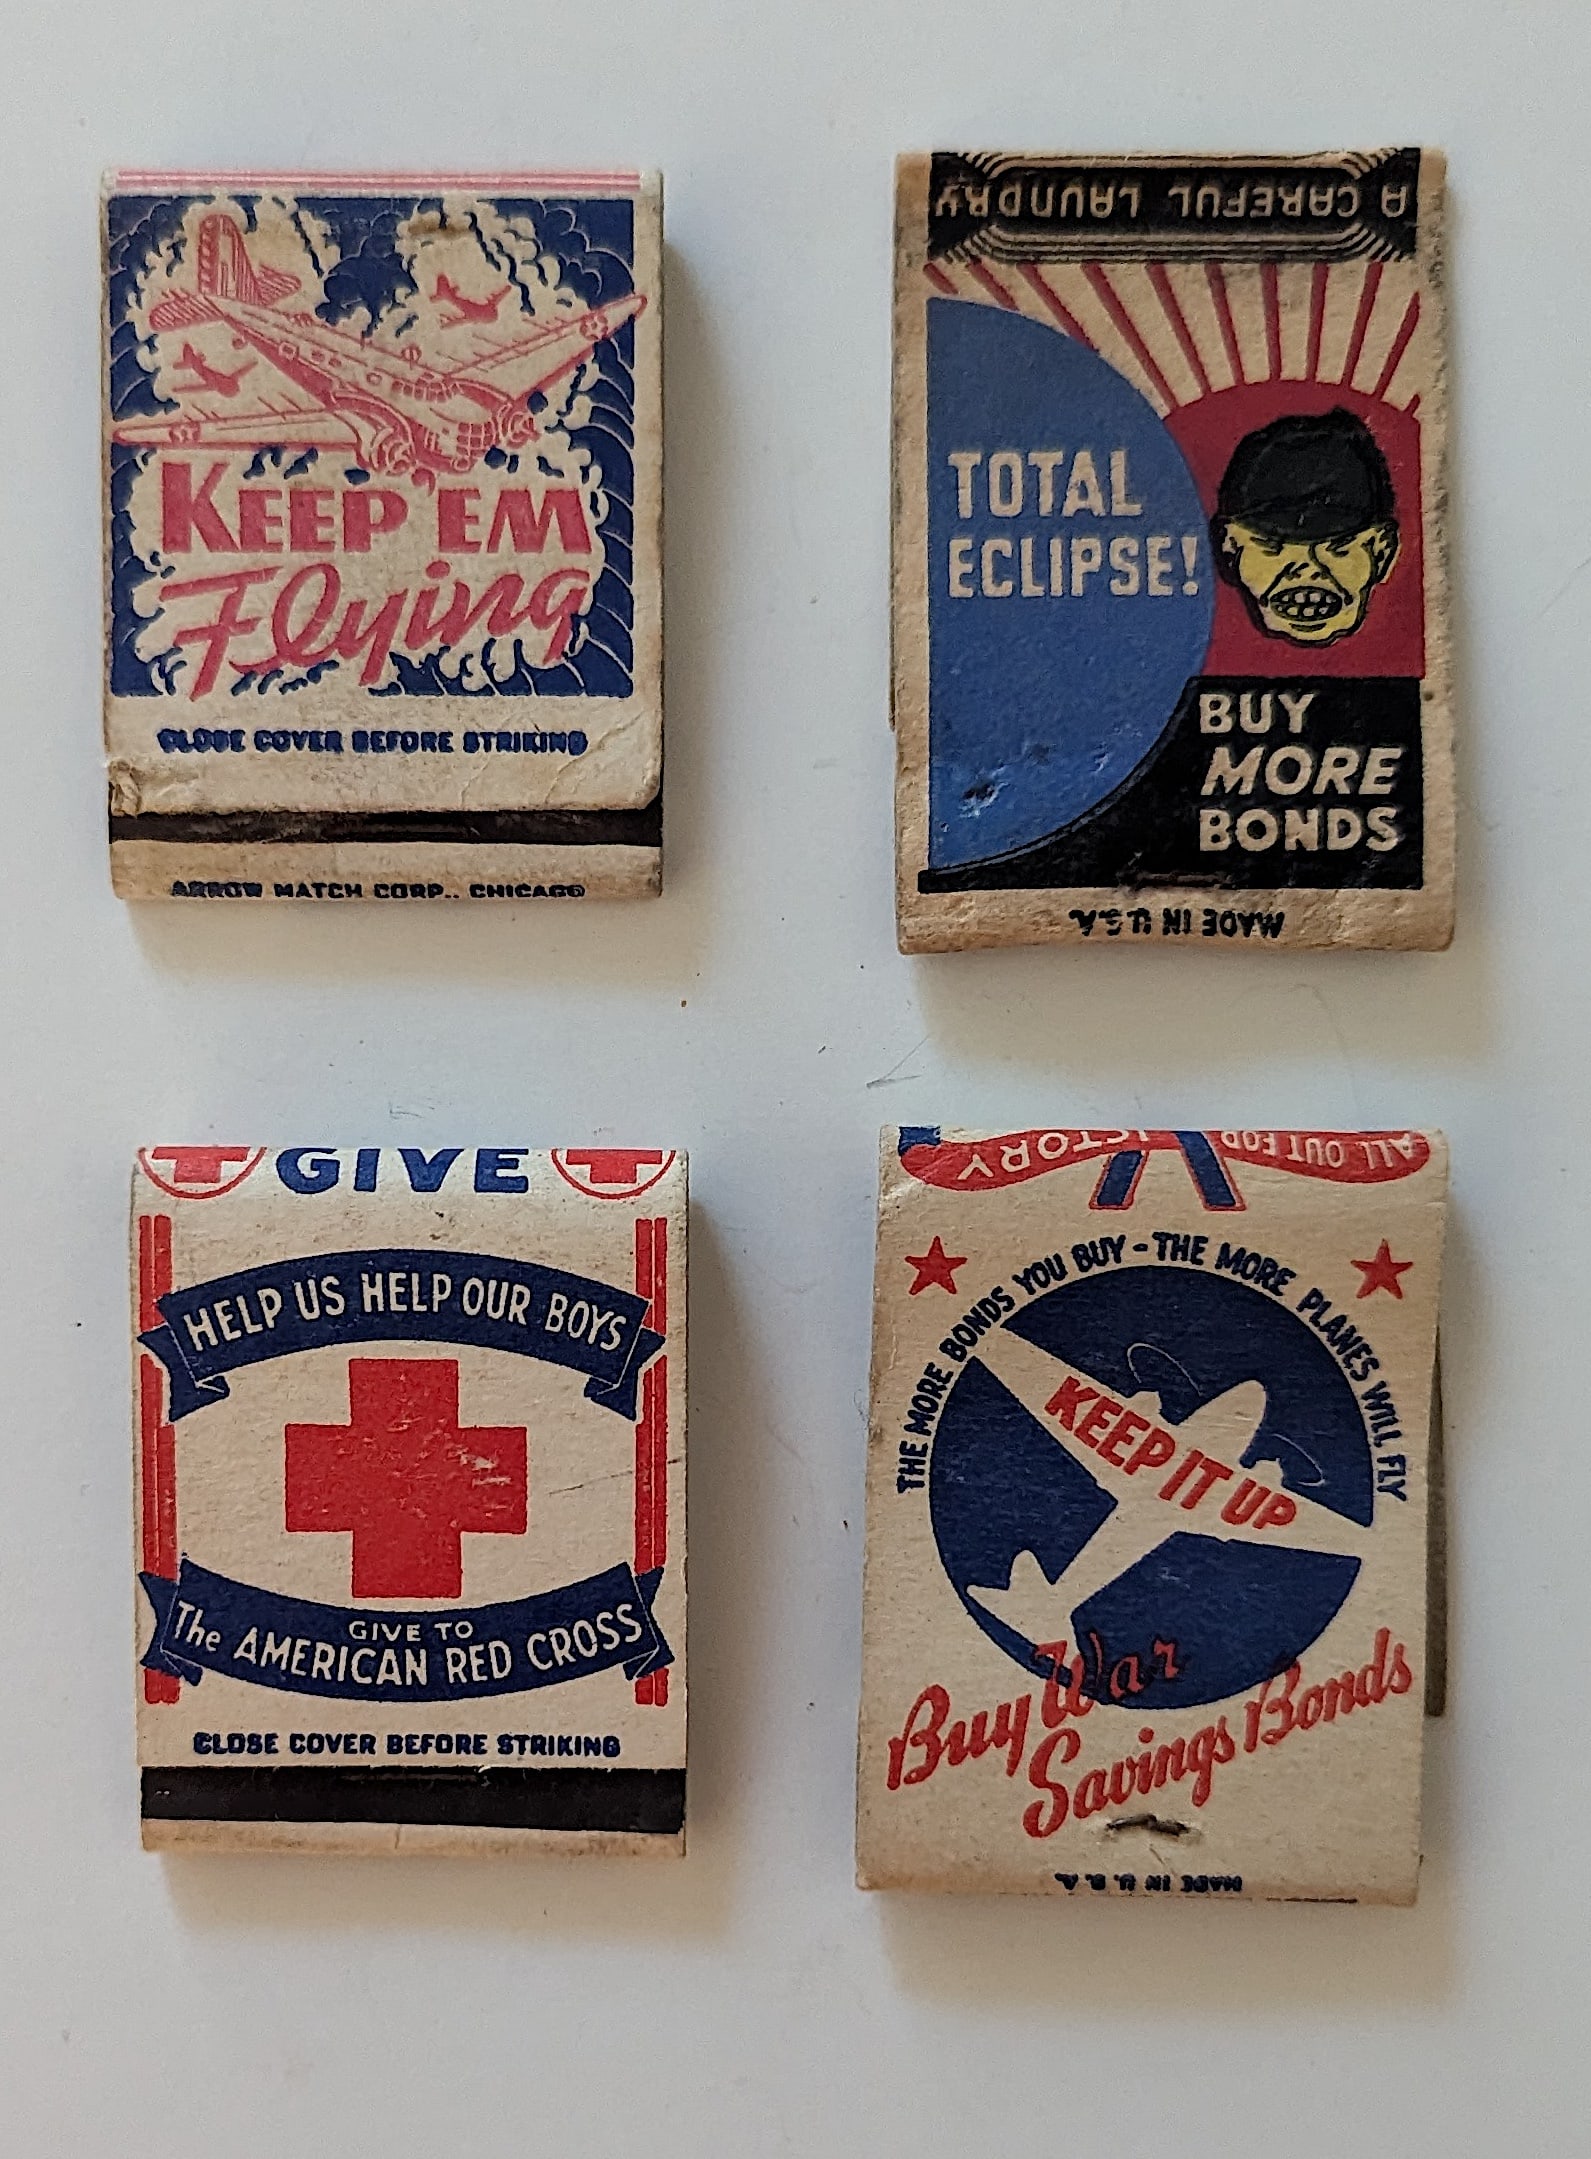 KEEP 'EM
Flying
CLOSE COVER BEFORE STRIKING
ARROW MATCH CORP., CHICAGO
A CAREFUL LAUNDRY
TOTAL
ECLIPSE!
BUY
MORE
BONDS
MADE IN U.S.A.
GIVE
HELP US HELP OUR BOYS
GIVE TO
The AMERICAN RED CROSS
CLOSE COVER BEFORE STRIKING
ALL OUT FOR VICTORY
THE MORE BONDS YOU BUY - THE MORE PLANES WILL FLY
KEEP IT UP
Buy War
Savings Bonds
MADE IN U. S. A.